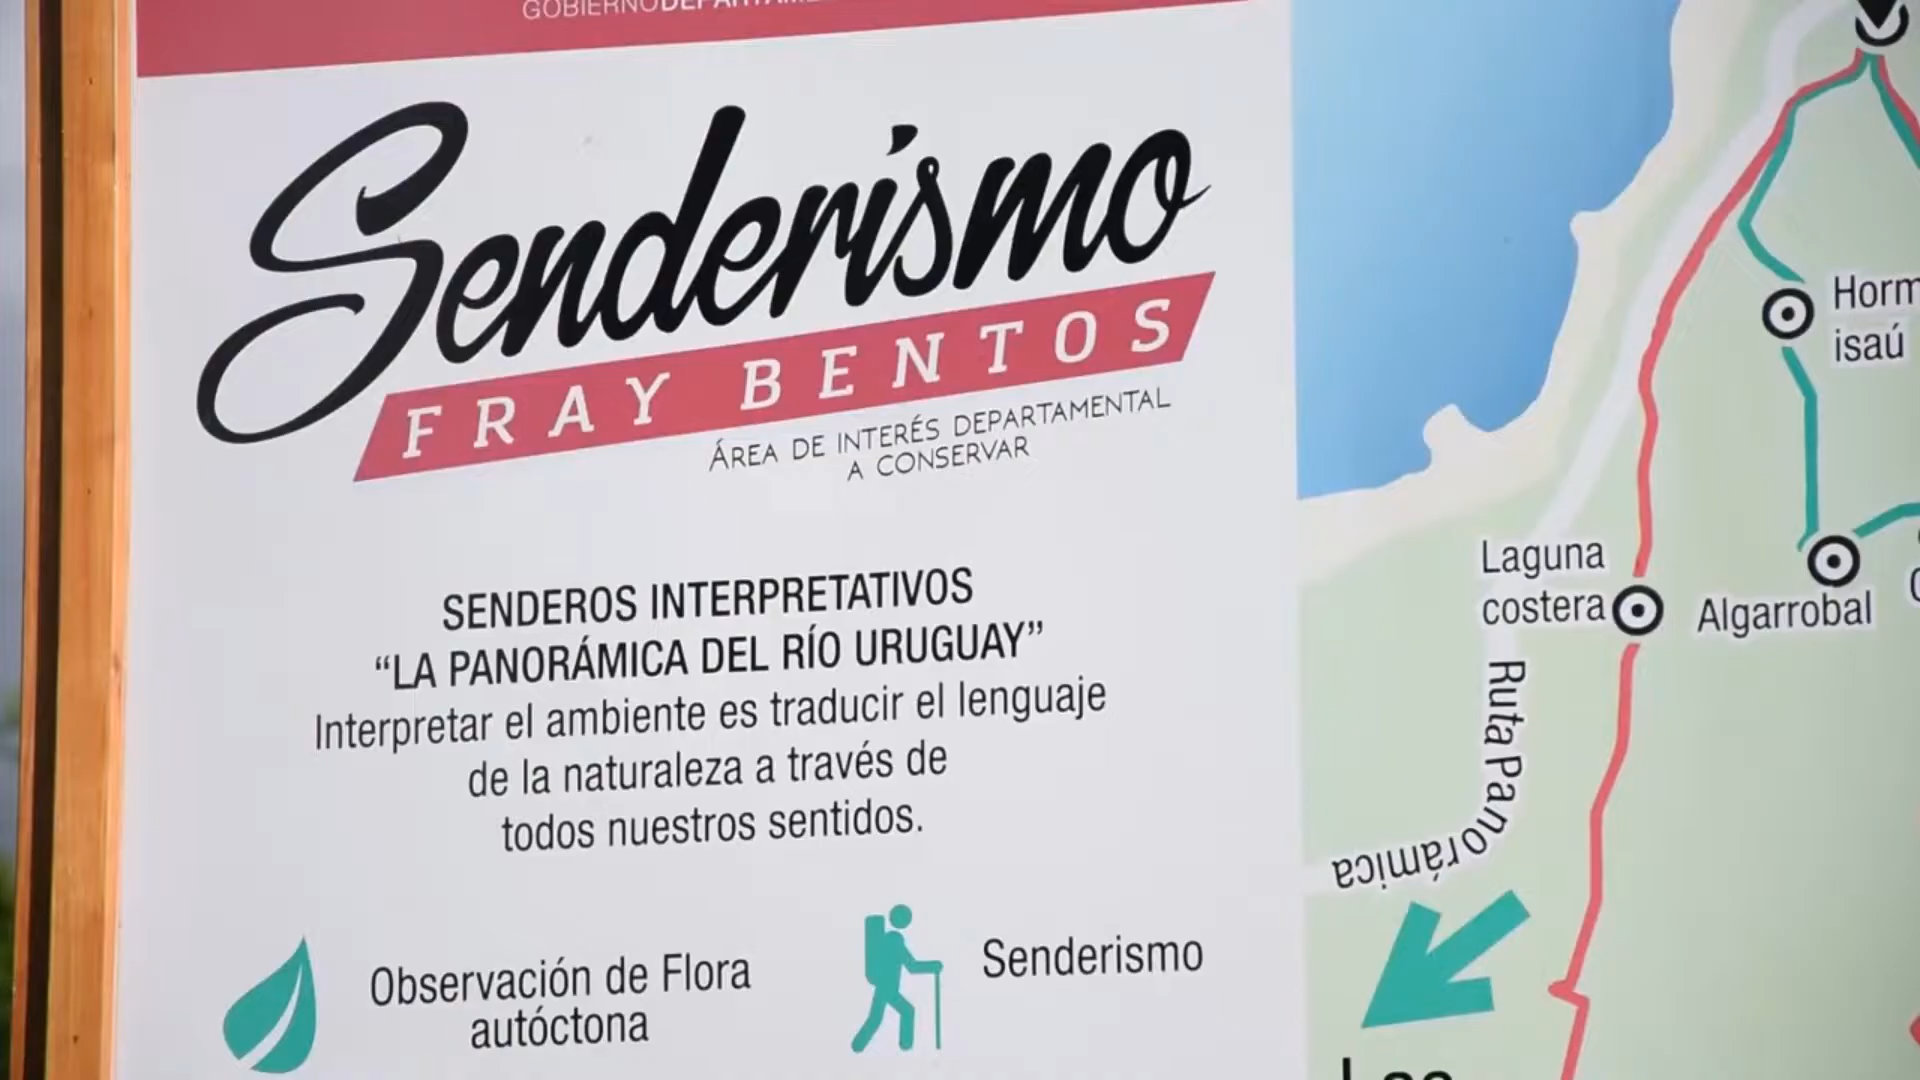 Senderismo
FRAY BENTOS
ÁREA DE INTERÉS DEPARTAMENTAL
A CONSERVAR
SENDEROS INTERPRETATIVOS
“LA PANORÁMICA DEL RÍO URUGUAY”
Interpretar el ambiente es traducir el lenguaje
de la naturaleza a través de
todos nuestros sentidos.
Observación de Flora
autóctona
Senderismo
isaú
Laguna
costera
Algarrobal
Ruta Panorámica